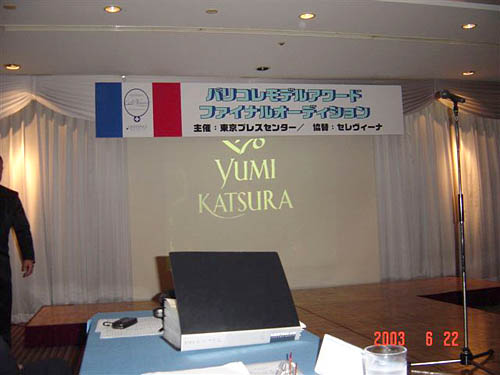 パリコレモデルアワード
ファイナルオーディション
主催：東京プレスセンター／ 協賛：セレヴィーナ
YUMI
KATSURA
2003 6 22